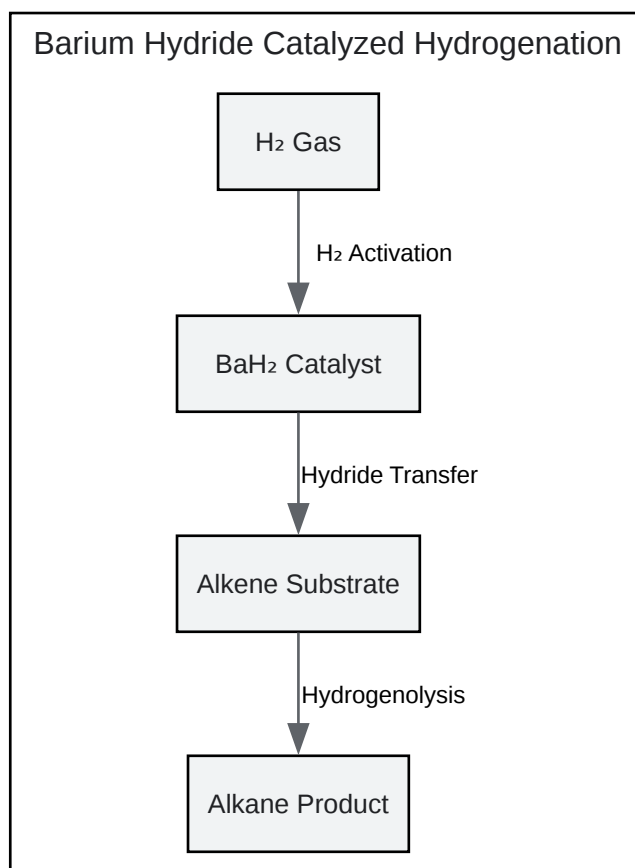 Barium Hydride Catalyzed Hydrogenation
H₂ Gas
H₂ Activation
BaH₂ Catalyst
Hydride Transfer
Alkene Substrate
Hydrogenolysis
Alkane Product